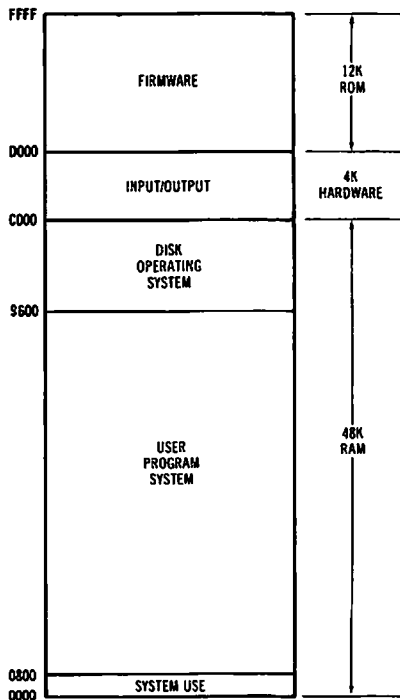 FFFF
FIRMWARE
12K
ROM
D000
INPUT/OUTPUT
4K
HARDWARE
C000
DISK
OPERATING
SYSTEM
9600
USER
PROGRAM
SYSTEM
48K
RAM
0800
SYSTEM USE
0000